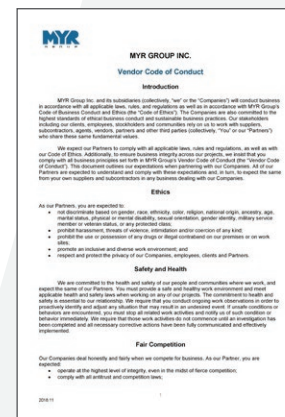 MYR
GROUP
MYR GROUP INC.
Vendor Code of Conduct
Introduction
MYR Group Inc. and its subsidiaries (collectively, "we" or the "Companies") will conduct business
in accordance with all applicable laws, rules, and regulations as well as in accordance with MYR Group's
Code of Business Conduct and Ethics (the "Code of Ethics"). The Companies are also committed to the
highest standards of ethical business conduct and sustainable business practices. Our stakeholders
including our clients, employees, stockholders and communities rely on us to work with suppliers,
subcontractors, agents, vendors, partners and other third parties (collectively, "You" or our "Partners")
who share these same fundamental values.
We expect our Partners to comply with all applicable laws, rules and regulations, as well as with
our Code of Ethics. Additionally, to ensure business integrity across our projects, we insist that you
comply with all business principles set forth in MYR Group's Vendor Code of Conduct (the "Vendor Code
of Conduct"). This document outlines our expectations when partnering with our Companies. All of our
Partners are expected to understand and comply with these expectations and, in turn, to expect the same
from your own suppliers and subcontractors in any business dealing with our Companies.
Ethics
As our Partners, you are expected to:
• not discriminate based on gender, race, ethnicity, color, religion, national origin, ancestry, age,
marital status, physical or mental disability, sexual orientation, gender identity, military service
member or veteran status, or any protected class;
• prohibit harassment, threats of violence, intimidation and/or coercion of any kind;
• prohibit the use or possession of any drugs or illegal contraband on our premises or on work
sites;
• promote an inclusive and diverse work environment; and
• respect and protect the privacy of our Companies, employees, clients and Partners.
Safety and Health
We are committed to the health and safety of our people and communities where we work, and
expect the same of our Partners. You must provide a safe and healthy work environment and meet
applicable health and safety laws when working on any of our projects. The commitment to health and
safety is essential to our relationship. We require that you conduct ongoing work observations in order to
proactively identify and adjust any situation that may result in an undesired event. If unsafe conditions or
behaviors are encountered, you must stop all related work activities and notify us of such condition or
behavior immediately. We require that those work activities do not commence until an investigation has
been completed and all necessary corrective actions have been fully communicated and effectively
implemented.
Fair Competition
Our Companies deal honestly and fairly when we compete for business. As our Partner, you are
expected:
• operate at the highest level of integrity, even in the midst of fierce competition;
• comply with all antitrust and competition laws;
1